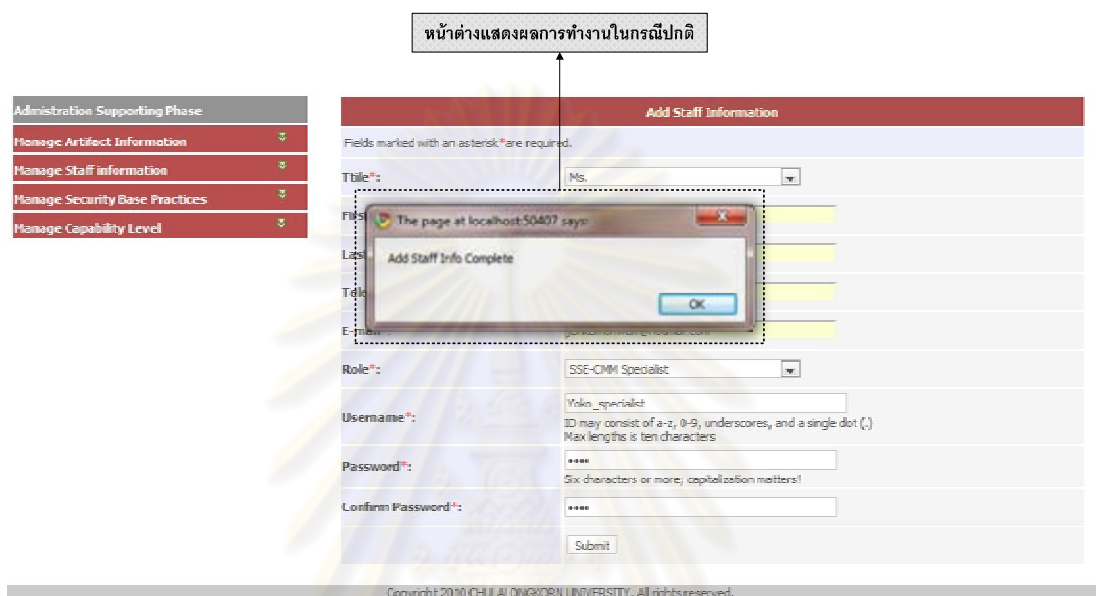 หน้าต่างแสดงผลการทำงานในกรณีปกติ
Admistration Supporting Phase
Manage Artifact Information
Manage Staff information
Manage Security Base Practices
Manage Capability Level
Add Staff Information
Fields marked with an asterisk*are required.
Title*:
Ms.
The page at localhost:50407 says:
Add Staff Info Complete
OK
Role*:
SSE-CMM Specialist
Username*:
Yoko_specialist
ID may consist of a-z, 0-9, underscores, and a single dot (.)
Max lengths is ten characters
Password*:
••••
Six characters or more; capitalization matters!
Confirm Password*:
••••
Submit
Copyright 2010 CHULALONGKORN UNIVERSITY. All rights reserved.